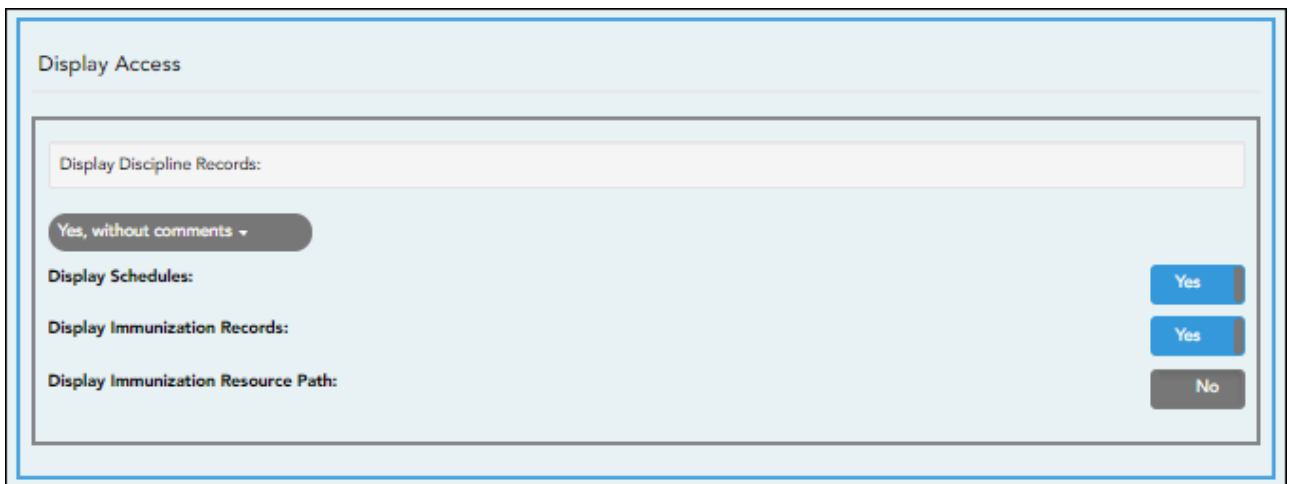 Display Access
Display Discipline Records:
Yes, without comments
Display Schedules:
Yes
Display Immunization Records:
Yes
Display Immunization Resource Path:
No